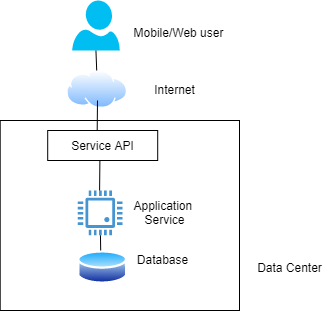 Mobile/Web user
Internet
Service API
Application
Service
Database
Data Center